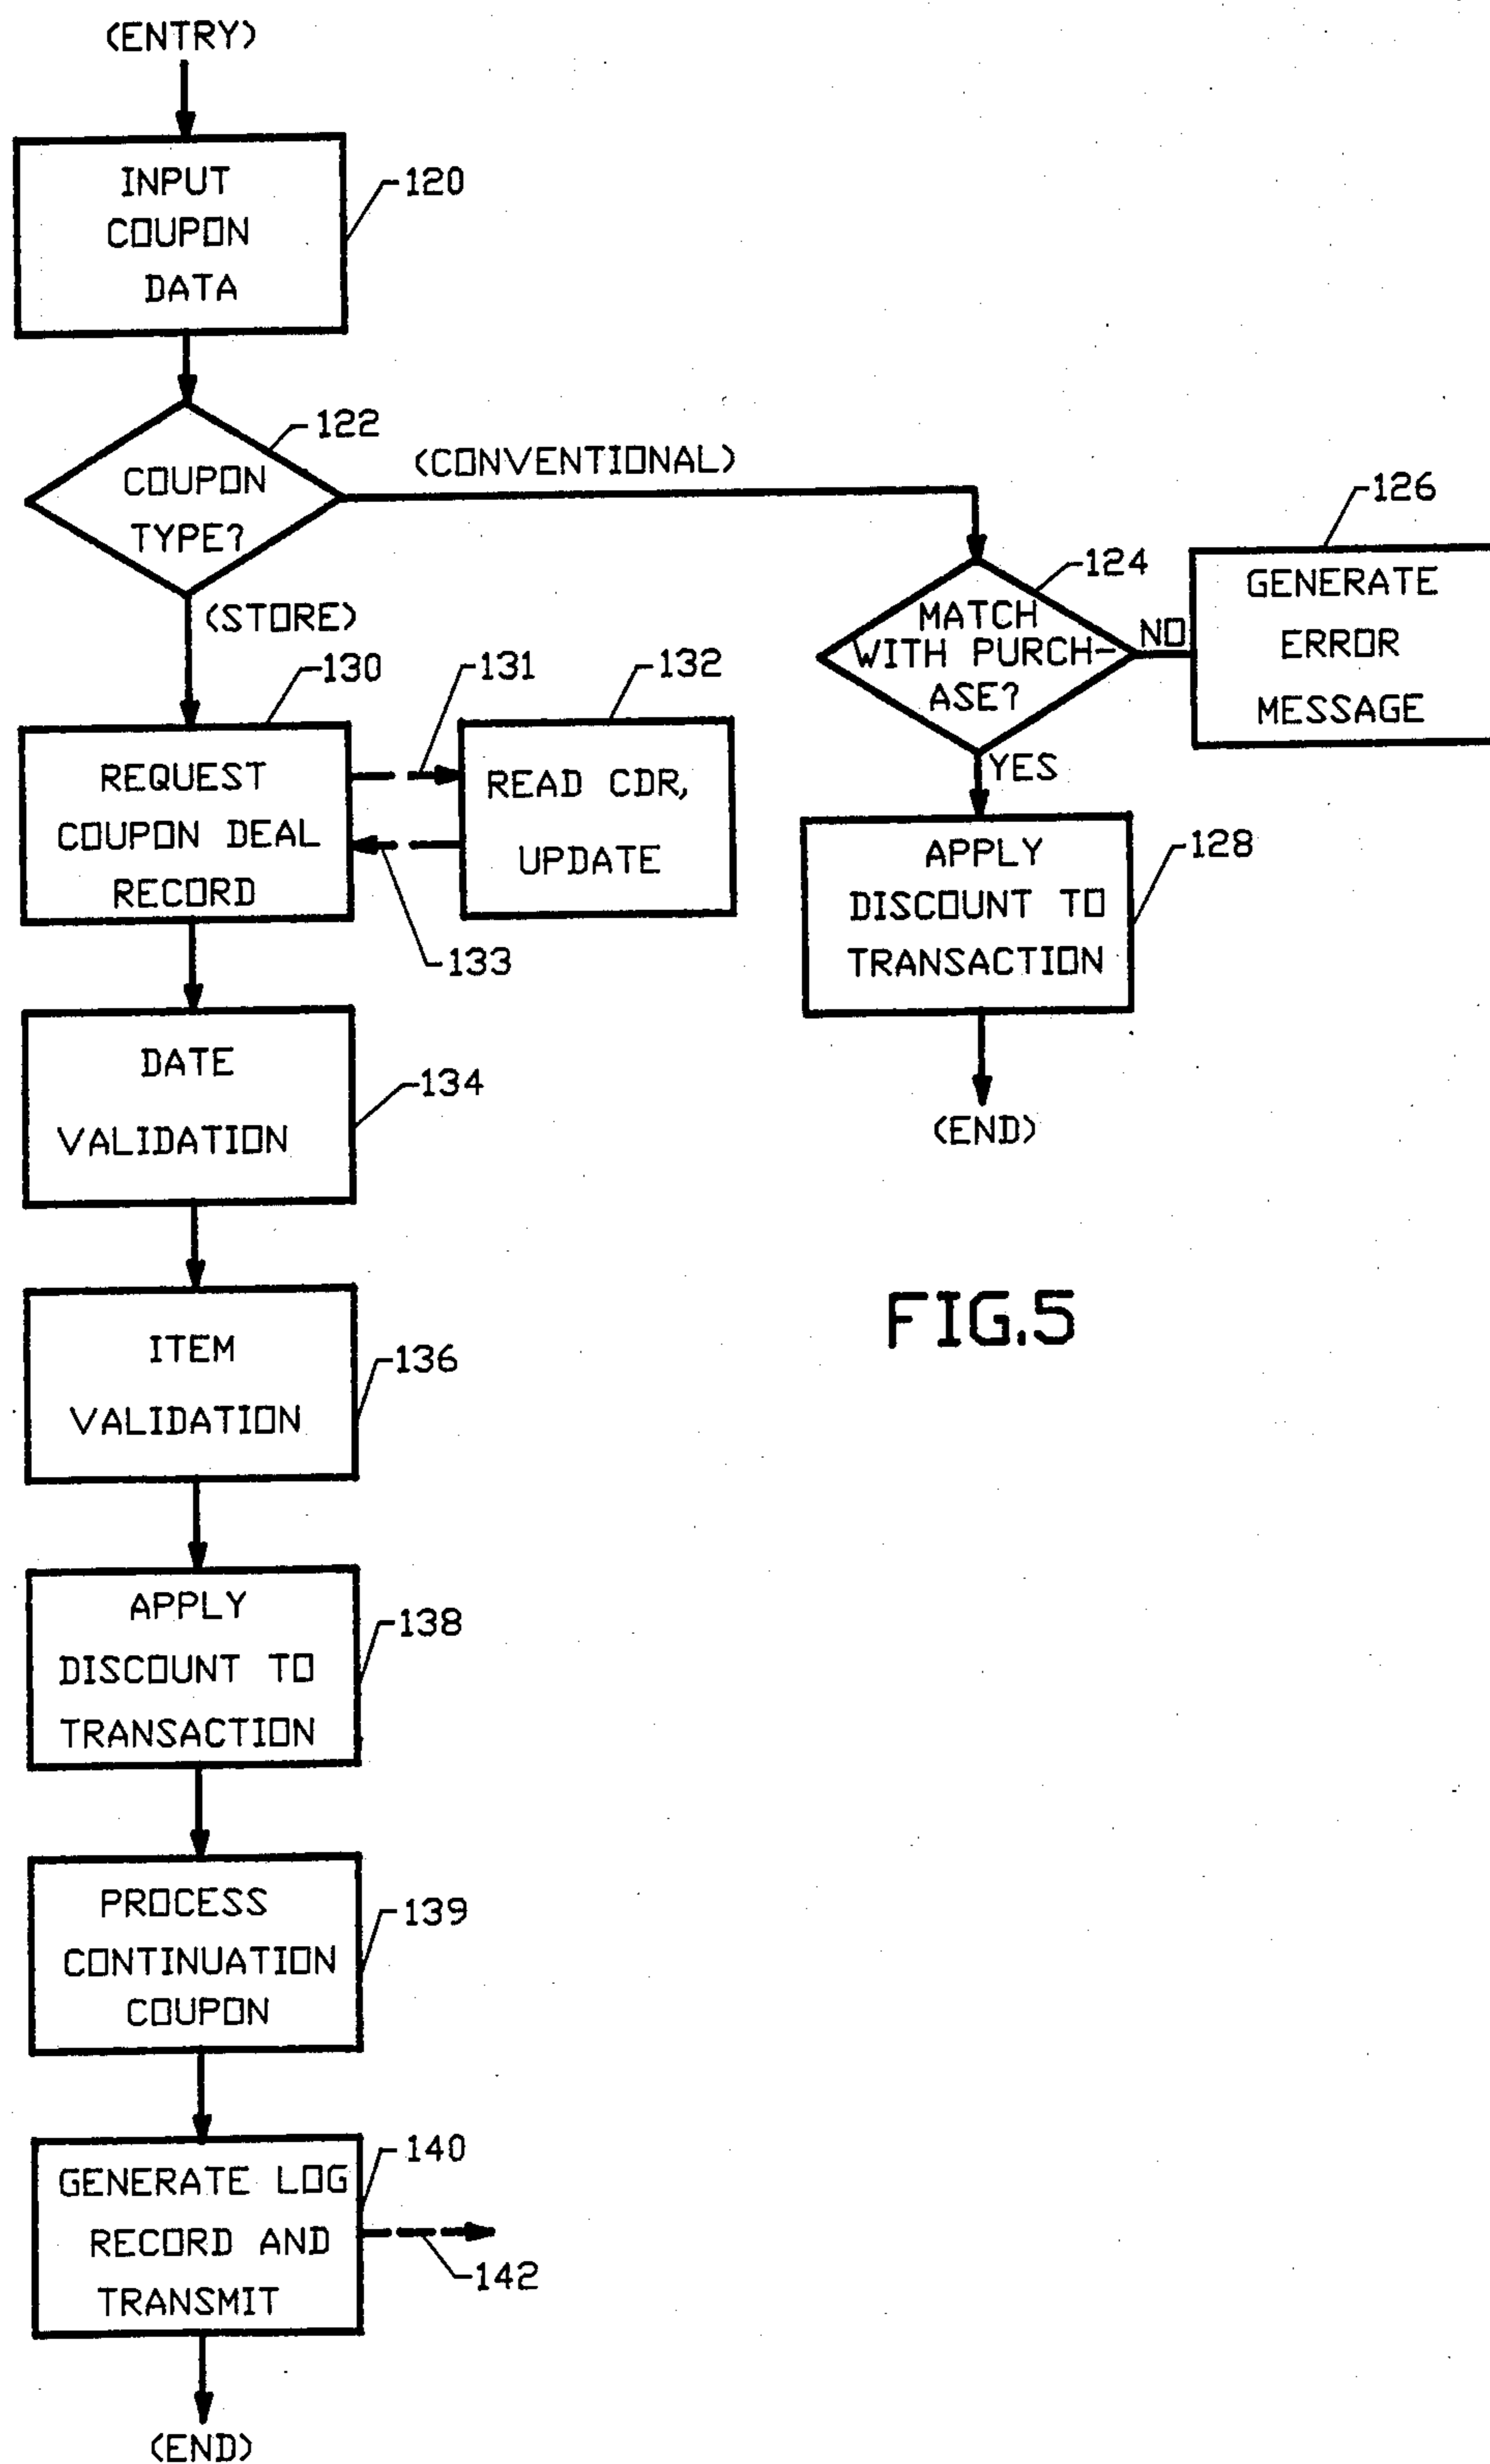 (ENTRY)
INPUT
COUPON
DATA
120
COUPON
TYPE?
122
(CONVENTIONAL)
(STORE)
MATCH
WITH PURCH-
ASE?
124
NO
126
GENERATE
ERROR
MESSAGE
YES
APPLY
DISCOUNT TO
TRANSACTION
128
(END)
REQUEST
COUPON DEAL
RECORD
130
131
132
READ CDR,
UPDATE
133
DATE
VALIDATION
134
ITEM
VALIDATION
136
FIG.5
APPLY
DISCOUNT TO
TRANSACTION
138
PROCESS
CONTINUATION
COUPON
139
GENERATE LOG
RECORD AND
TRANSMIT
140
142
(END)